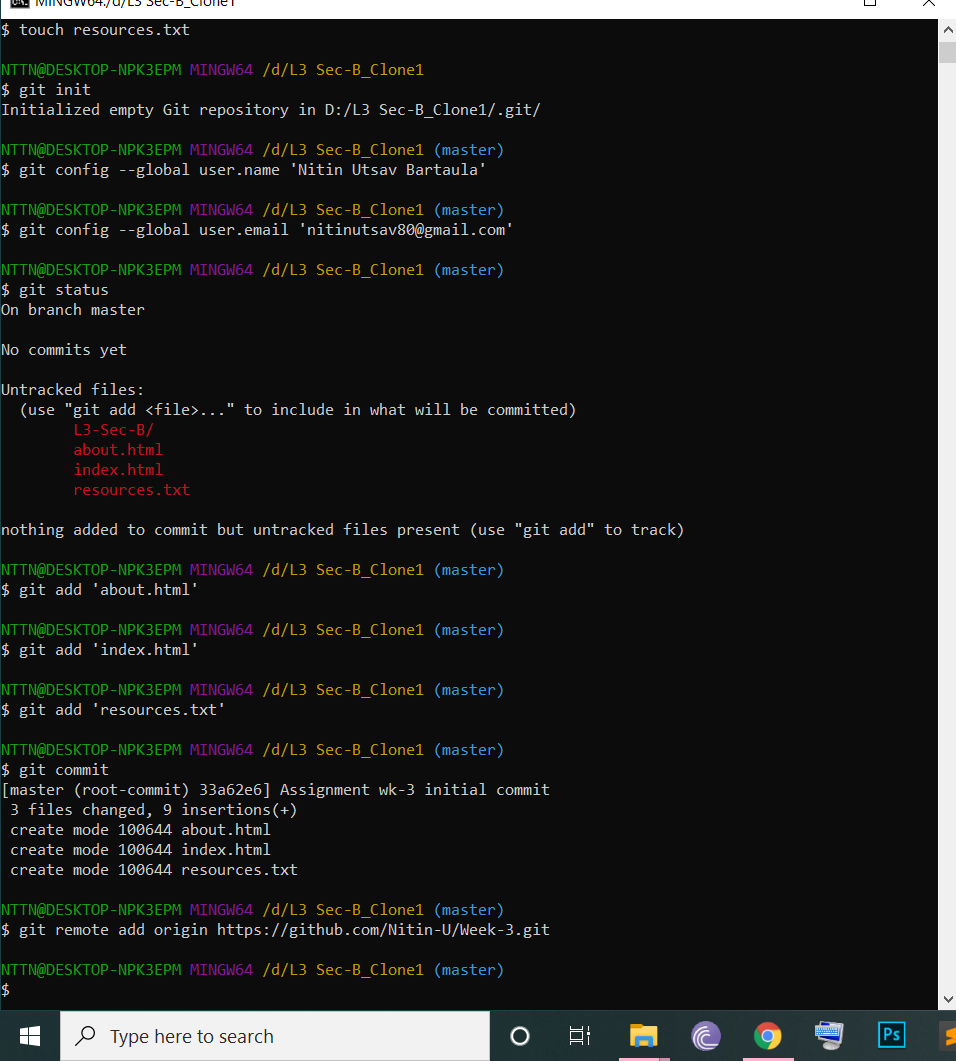 MINGW64:/d/L3 Sec-B_Clone1
$ touch resources.txt
NTTN@DESKTOP-NPK3EPM MINGW64 /d/L3 Sec-B_Clone1
$ git init
Initialized empty Git repository in D:/L3 Sec-B_Clone1/.git/
NTTN@DESKTOP-NPK3EPM MINGW64 /d/L3 Sec-B_Clone1 (master)
$ git config --global user.name 'Nitin Utsav Bartaula'
NTTN@DESKTOP-NPK3EPM MINGW64 /d/L3 Sec-B_Clone1 (master)
$ git config --global user.email 'nitinutsav80@gmail.com'
NTTN@DESKTOP-NPK3EPM MINGW64 /d/L3 Sec-B_Clone1 (master)
$ git status
On branch master
No commits yet
Untracked files:
(use "git add <file>..." to include in what will be committed)
L3-Sec-B/
about.html
index.html
resources.txt
nothing added to commit but untracked files present (use "git add" to track)
NTTN@DESKTOP-NPK3EPM MINGW64 /d/L3 Sec-B_Clone1 (master)
$ git add 'about.html'
NTTN@DESKTOP-NPK3EPM MINGW64 /d/L3 Sec-B_Clone1 (master)
$ git add 'index.html'
NTTN@DESKTOP-NPK3EPM MINGW64 /d/L3 Sec-B_Clone1 (master)
$ git add 'resources.txt'
NTTN@DESKTOP-NPK3EPM MINGW64 /d/L3 Sec-B_Clone1 (master)
$ git commit
[master (root-commit) 33a62e6] Assignment wk-3 initial commit
3 files changed, 9 insertions(+)
create mode 100644 about.html
create mode 100644 index.html
create mode 100644 resources.txt
NTTN@DESKTOP-NPK3EPM MINGW64 /d/L3 Sec-B_Clone1 (master)
$ git remote add origin https://github.com/Nitin-U/Week-3.git
NTTN@DESKTOP-NPK3EPM MINGW64 /d/L3 Sec-B_Clone1 (master)
$
Type here to search
Ps